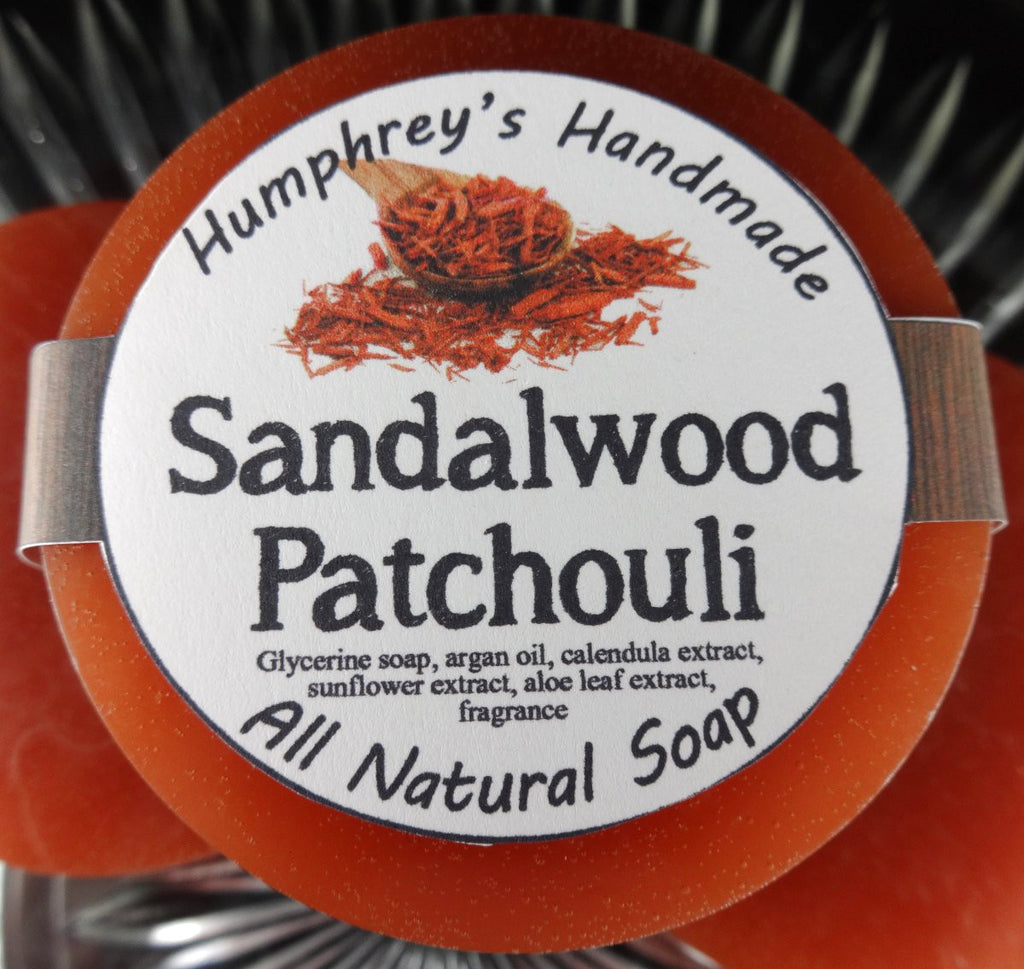 Humphrey's Handmade
Sandalwood
Patchouli
Glycerine soap, argan oil, calendula extract,
sunflower extract, aloe leaf extract,
fragrance
All Natural Soap